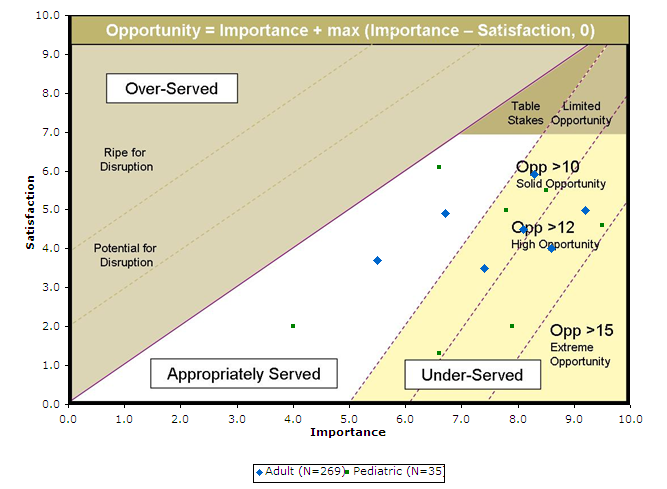 Opportunity = Importance + max (Importance – Satisfaction, 0)
10.0
9.0
8.0
7.0
6.0
5.0
4.0
3.0
2.0
1.0
0.0
Satisfaction
Over-Served
Table
Stakes
Limited
Opportunity
Ripe for
Disruption
Opp >10
Solid Opportunity
Opp >12
High Opportunity
Potential for
Disruption
Opp >15
Extreme
Opportunity
Appropriately Served
Under-Served
0.0 1.0 2.0 3.0 4.0 5.0 6.0 7.0 8.0 9.0 10.0
Importance
Adult (N=269) Pediatric (N=35)